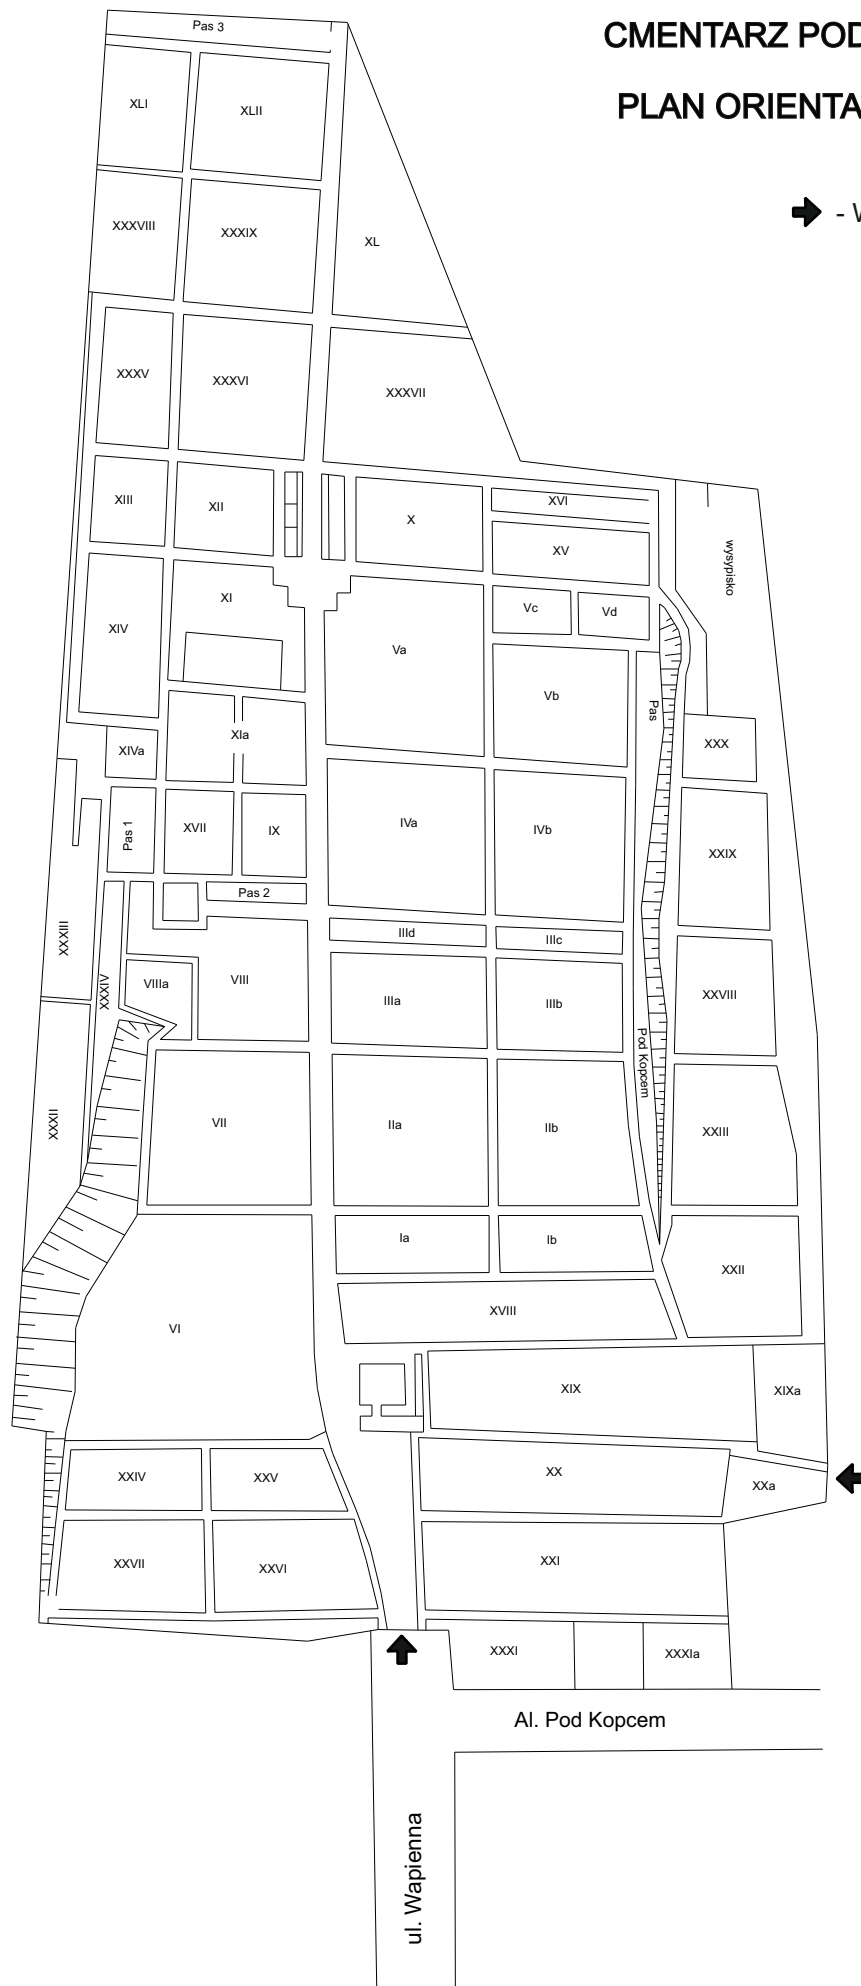 CMENTARZ POD
PLAN ORIENTA
- W
Pas 3
XLI
XLII
XXXVIII
XXXIX
XL
XXXV
XXXVI
XXXVII
XIII
XII
X
XVI
XV
wysypisko
XIV
XI
Va
Vc
Vd
Vb
Pas
XIVa
XIa
XXX
Pas 1
XVII
IX
IVa
IVb
XXIX
Pas 2
XXXIII
XXXIV
VIIIa
VIII
IIId
IIIc
IIIa
IIIb
XXVIII
Pod Kopcem
XXXII
VII
IIa
IIb
XXIII
Ia
Ib
XXII
VI
XVIII
XIX
XIXa
XXIV
XXV
XX
XXa
XXVII
XXVI
XXI
XXXI
XXXIa
Al. Pod Kopcem
ul. Wapienna